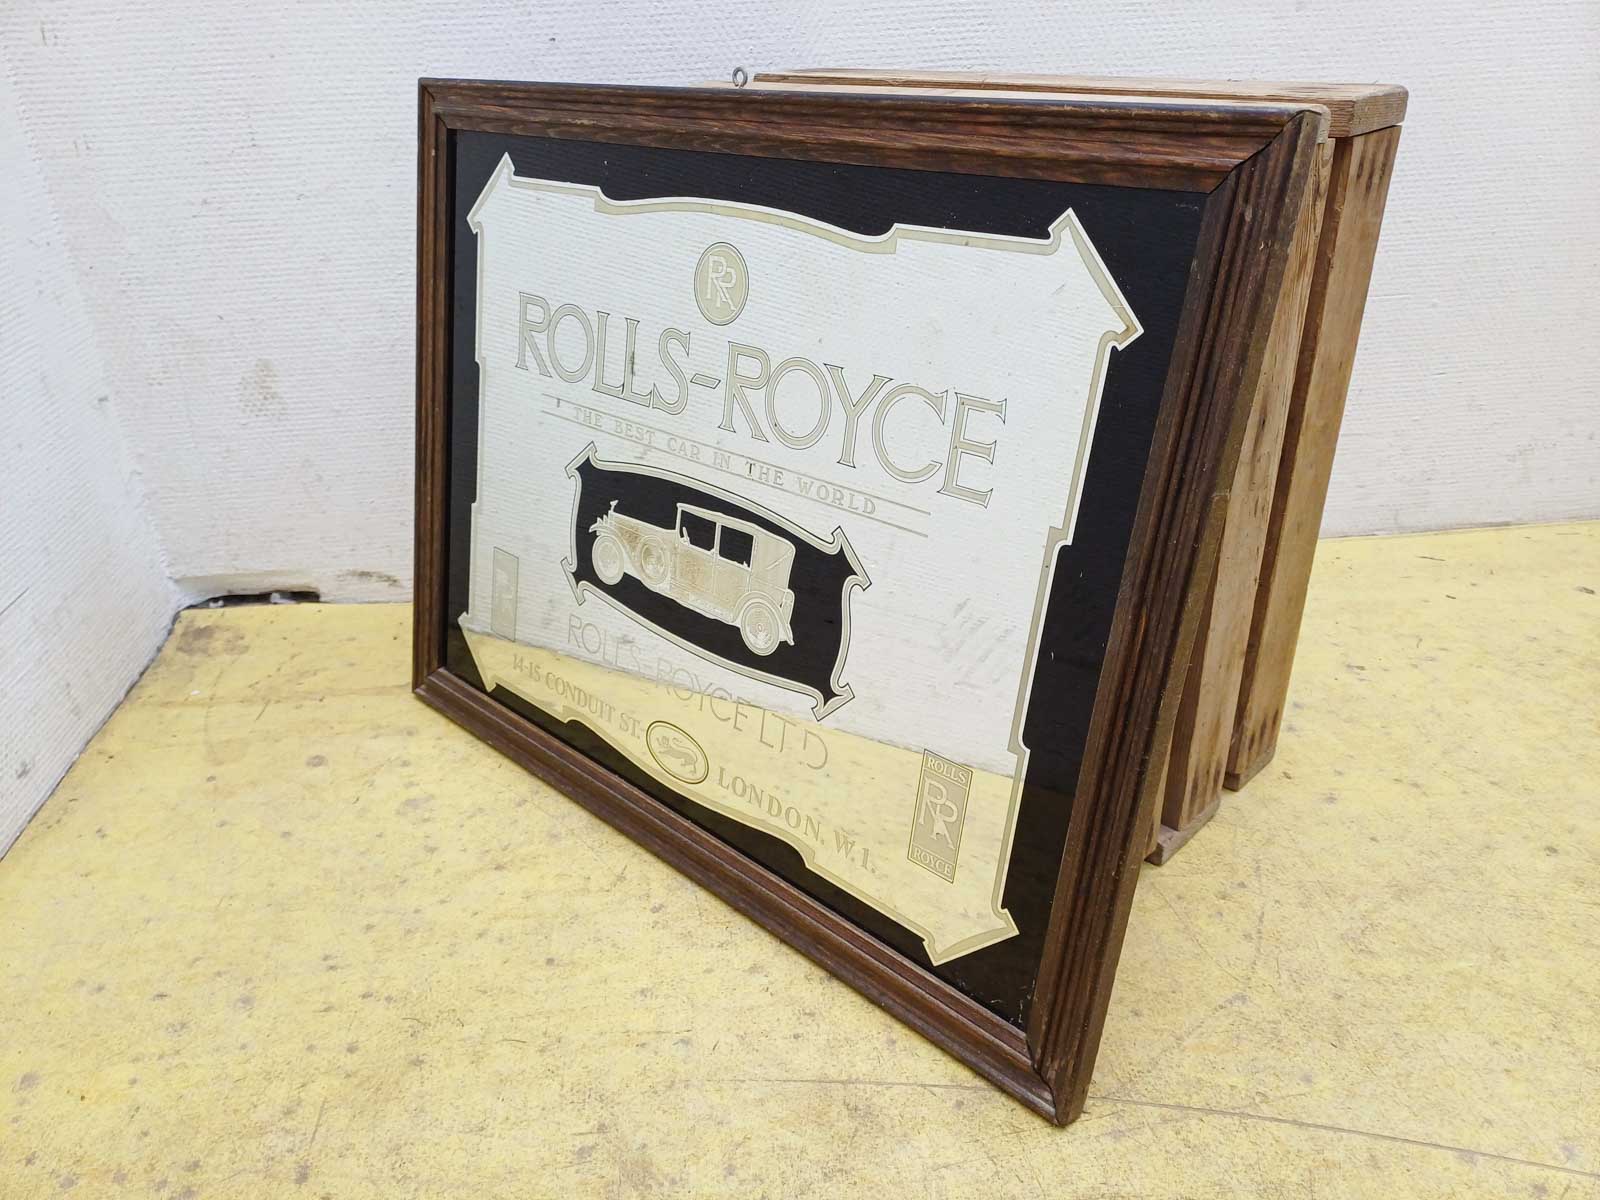 RR
ROLLS-ROYCE
THE BEST CAR IN THE WORLD
ROLLS-ROYCE LTD
14-15 CONDUIT ST. LONDON. W.1.
ROLLS
RR
ROYCE